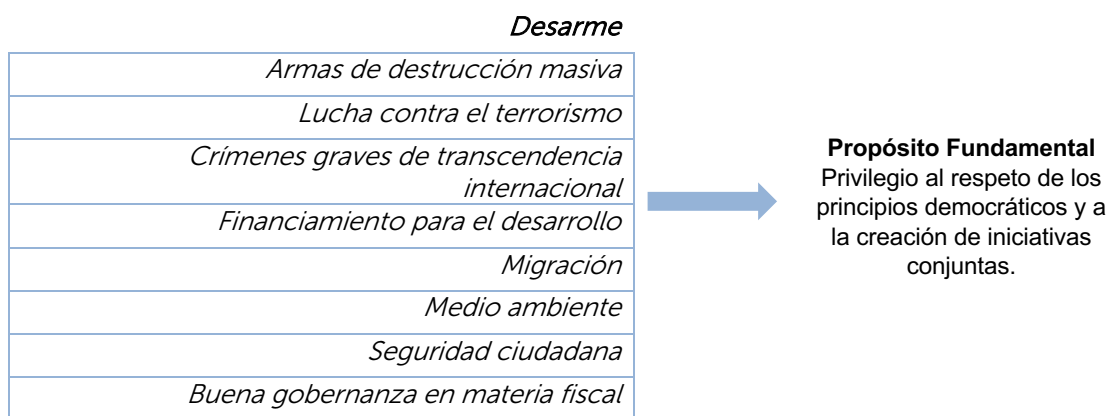 Desarme
Armas de destrucción masiva
Lucha contra el terrorismo
Crímenes graves de transcendencia
internacional
Financiamiento para el desarrollo
Migración
Medio ambiente
Seguridad ciudadana
Buena gobernanza en materia fiscal
Propósito Fundamental
Privilegio al respeto de los
principios democráticos y a
la creación de iniciativas
conjuntas.